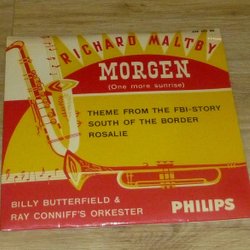 RICHARD MALTBY
MORGEN
(One more sunrise)
THEME FROM THE FBI-STORY
SOUTH OF THE BORDER
ROSALIE
BILLY BUTTERFIELD &
RAY CONNIFF'S ORKESTER
PHILIPS